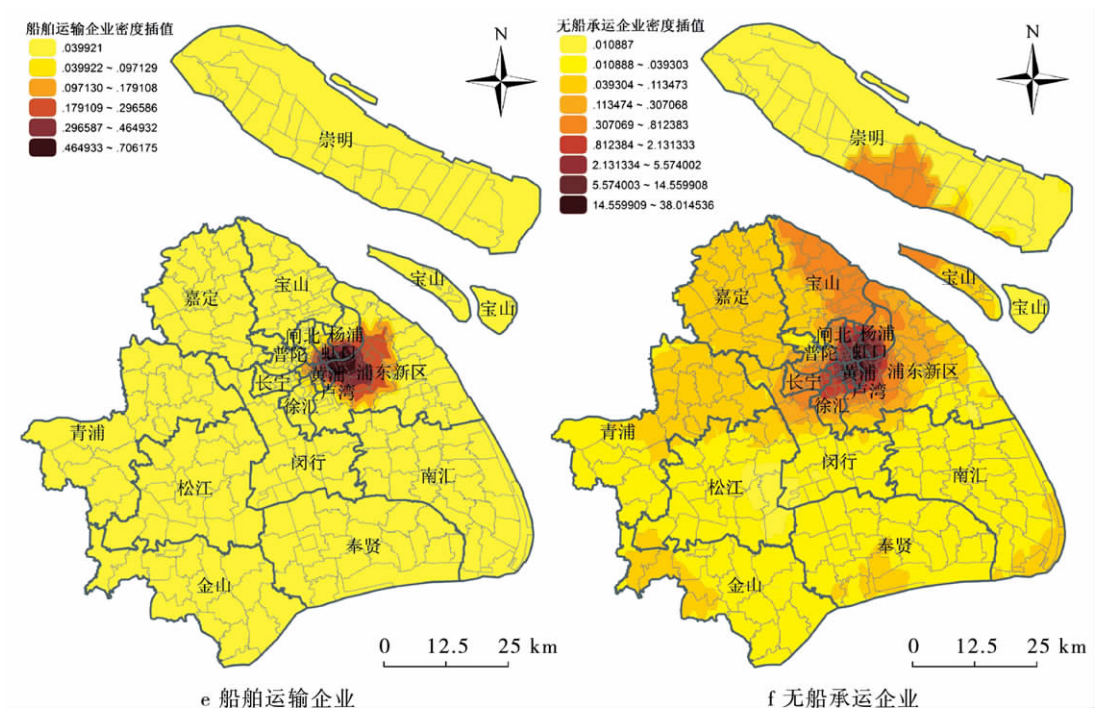 船舶运输企业密度插值
.039921
.039922 ~ .097129
.097130 ~ .179108
.179109 ~ .296586
.296587 ~ .464932
.464933 ~ .706175
N
崇明
宝山
宝山
嘉定
宝山
闸北
杨浦
普陀
虹口
长宁
黄浦
浦东新区
卢湾
徐汇
青浦
闵行
松江
南汇
奉贤
金山
0 12.5 25 km
e 船舶运输企业
无船承运企业密度插值
.010887
.010888 ~ .039303
.039304 ~ .113473
.113474 ~ .307068
.307069 ~ .812383
.812384 ~ 2.131333
2.131334 ~ 5.574002
5.574003 ~ 14.559908
14.559909 ~ 38.014536
N
崇明
宝山
宝山
嘉定
宝山
闸北
杨浦
普陀
虹口
长宁
黄浦
浦东新区
卢湾
徐汇
青浦
闵行
松江
南汇
奉贤
金山
0 12.5 25 km
f 无船承运企业